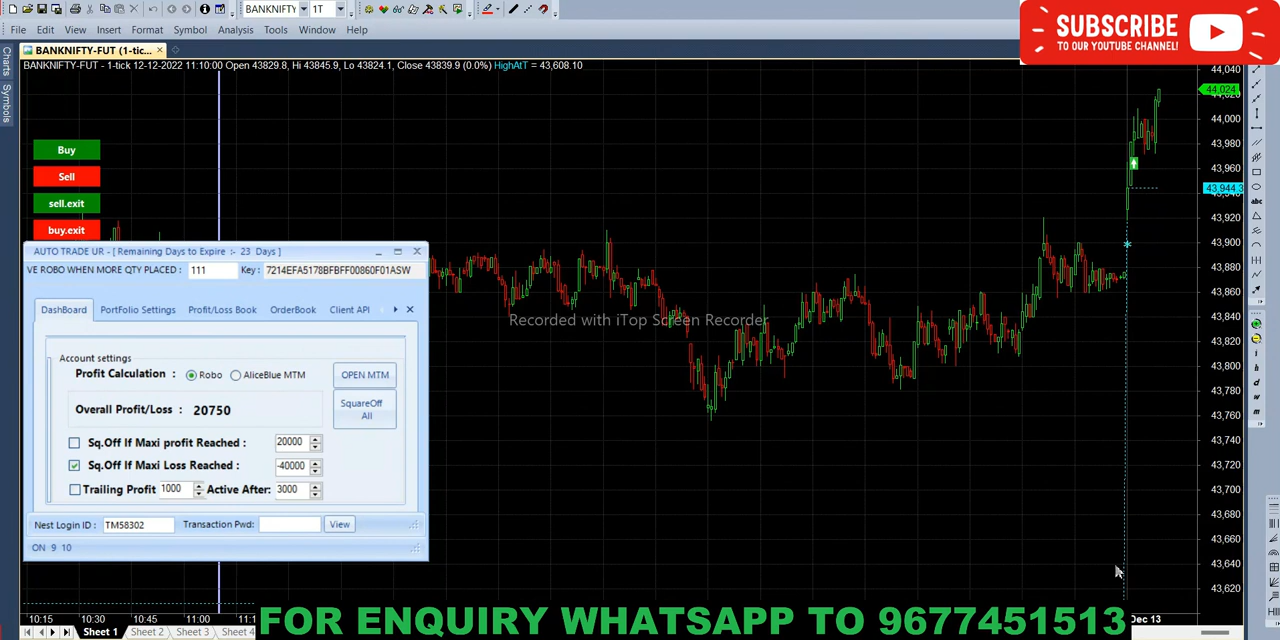 BANKNIFTY
1T
SUBSCRIBE
TO OUR YOUTUBE CHANNEL!
File Edit View Insert Format Symbol Analysis Tools Window Help
BANKNIFTY-FUT (1-tic...
BANKNIFTY-FUT - 1-tick 12-12-2022 11:10:00 Open 43829.8, Hi 43845.9, Lo 43824.1, Close 43839.9 (0.0%) HighAtT = 43,608.10
Charts
Symbols
44,040
44,024
44,000
43,980
43,960
43,944.3
43,920
43,900
43,880
43,860
43,840
43,820
43,800
43,780
43,760
43,740
43,720
43,700
43,680
43,660
43,640
43,620
Buy
Sell
sell.exit
buy.exit
AUTO TRADE UR - [ Remaining Days to Expire :- 23 Days ]
VE ROBO WHEN MORE QTY PLACED : 111 Key : 7214EFA5178BFBFF00860F01ASW
DashBoard PortFolio Settings Profit/Loss Book OrderBook Client API
Recorded with iTop Screen Recorder
Account settings
Profit Calculation : Robo AliceBlue MTM OPEN MTM
Overall Profit/Loss : 20750
SquareOff
All
Sq.Off If Maxi profit Reached : 20000
Sq.Off If Maxi Loss Reached : -40000
Trailing Profit 1000 Active After: 3000
Nest Login ID : TM58302 Transaction Pwd: View
ON 9 10
10:15 10:30 10:45 11:00 11:1
Dec 13
FOR ENQUIRY WHATSAPP TO 9677451513
Sheet 1 Sheet 2 Sheet 3 Sheet 4